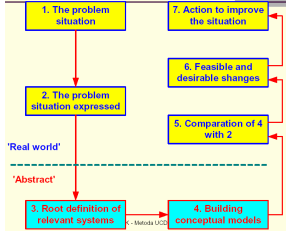 1. The problem
situation
7. Action to improve
the situation
6. Feasible and
desirable shanges
2. The problem
situation expressed
5. Comparation of 4
with 2
'Real world'
'Abstract'
3. Root definition of
relevant systems
4. Building
conceptual models
K - Metoda UCD